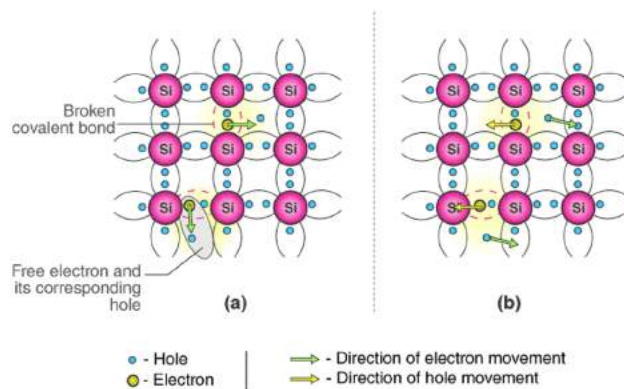 Si Si Si
Broken
covalent bond
Si Si Si
Si Si Si
Free electron and
its corresponding
hole
(a)
Si Si Si
Si Si Si
Si Si Si
(b)
- Hole
- Electron
- Direction of electron movement
- Direction of hole movement